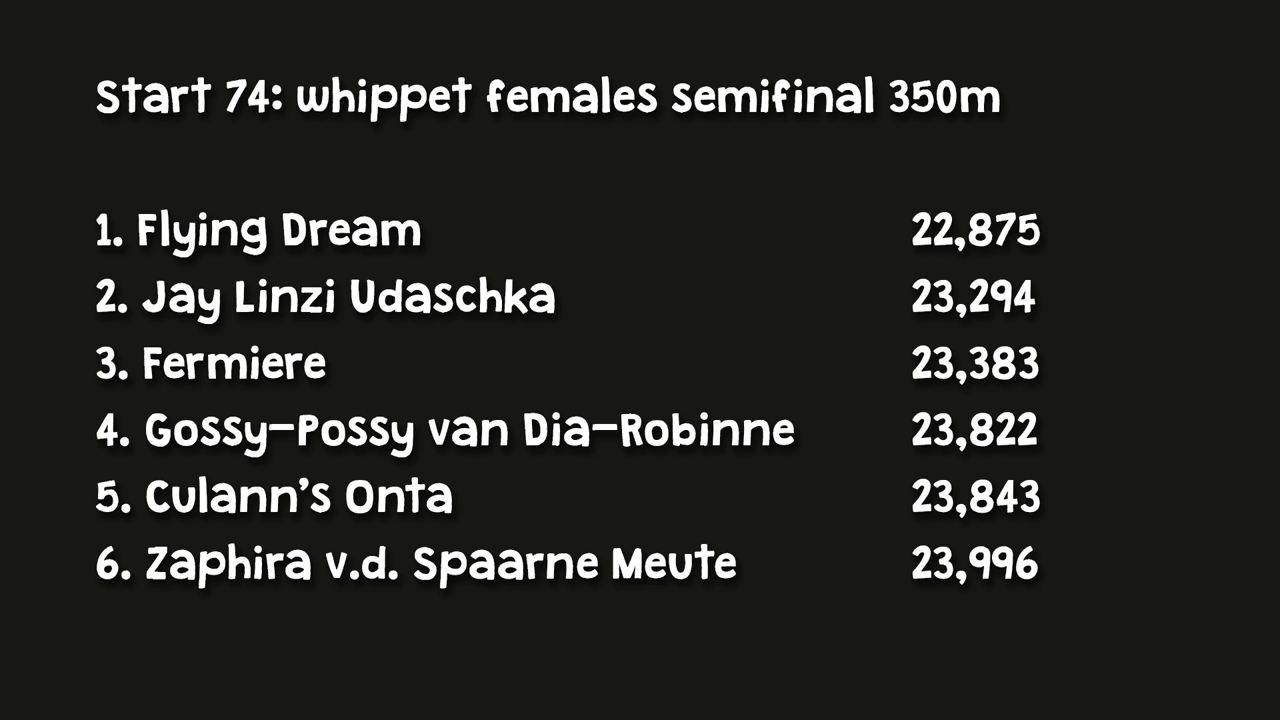 Start 74: whippet females semifinal 350m
1. Flying Dream 22,875
2. Jay Linzi Udaschka 23,294
3. Fermiere 23,383
4. Gossy-Possy van Dia-Robinne 23,822
5. Culann's Onta 23,843
6. Zaphira v.d. Spaarne Meute 23,996